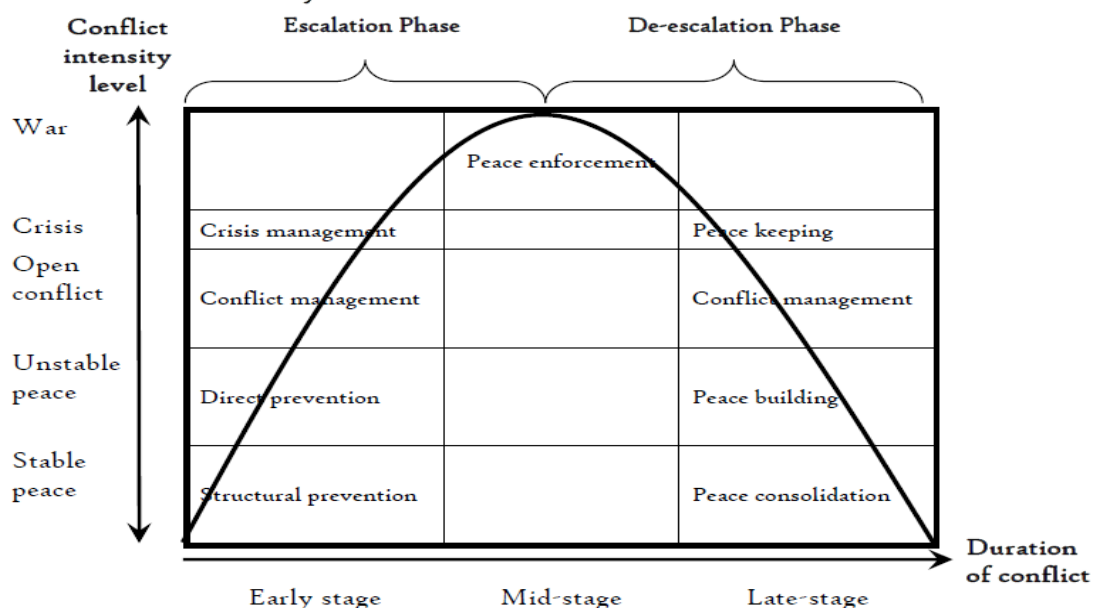 Conflict
intensity
level
Escalation Phase
De-escalation Phase
War
Peace enforcement
Crisis
Crisis management
Peace keeping
Open
conflict
Conflict management
Conflict management
Unstable
peace
Direct prevention
Peace building
Stable
peace
Structural prevention
Peace consolidation
Duration
of conflict
Early stage
Mid-stage
Late-stage